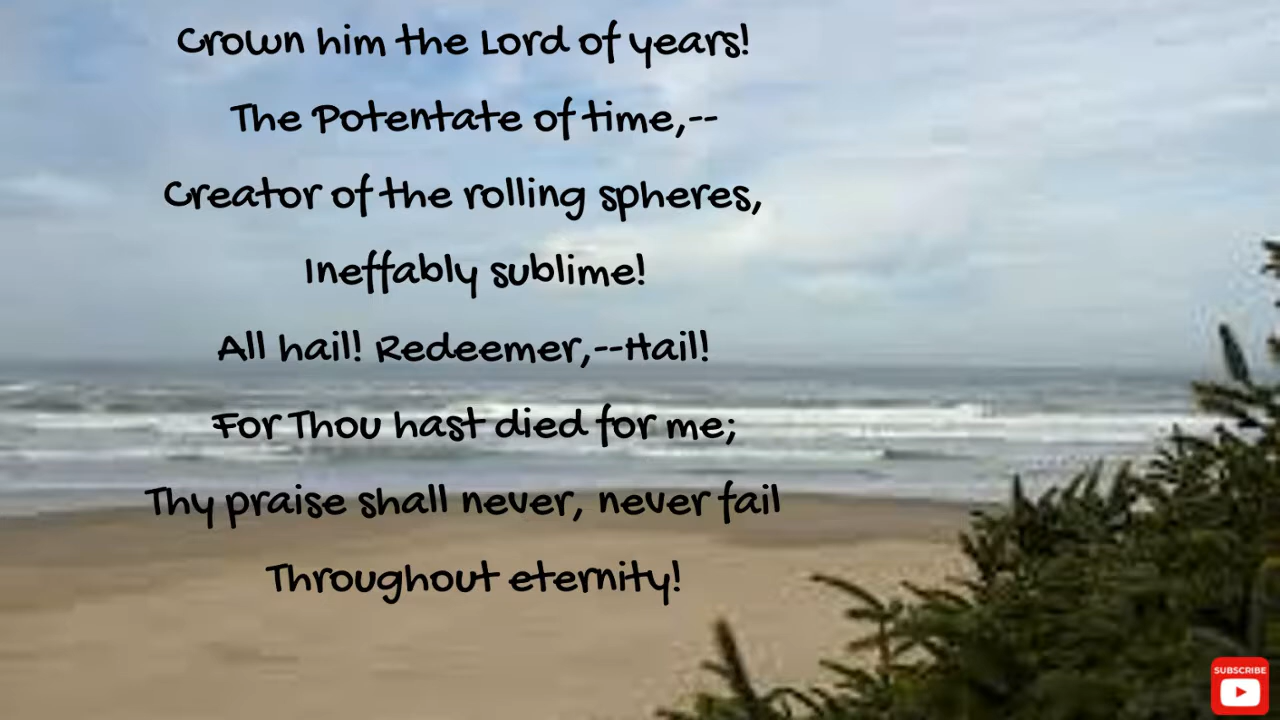 Crown him the Lord of years!
The Potentate of time,--
Creator of the rolling spheres,
Ineffably sublime!
All hail! Redeemer,--Hail!
For Thou hast died for me;
Thy praise shall never, never fail
Throughout eternity!
SUBSCRIBE